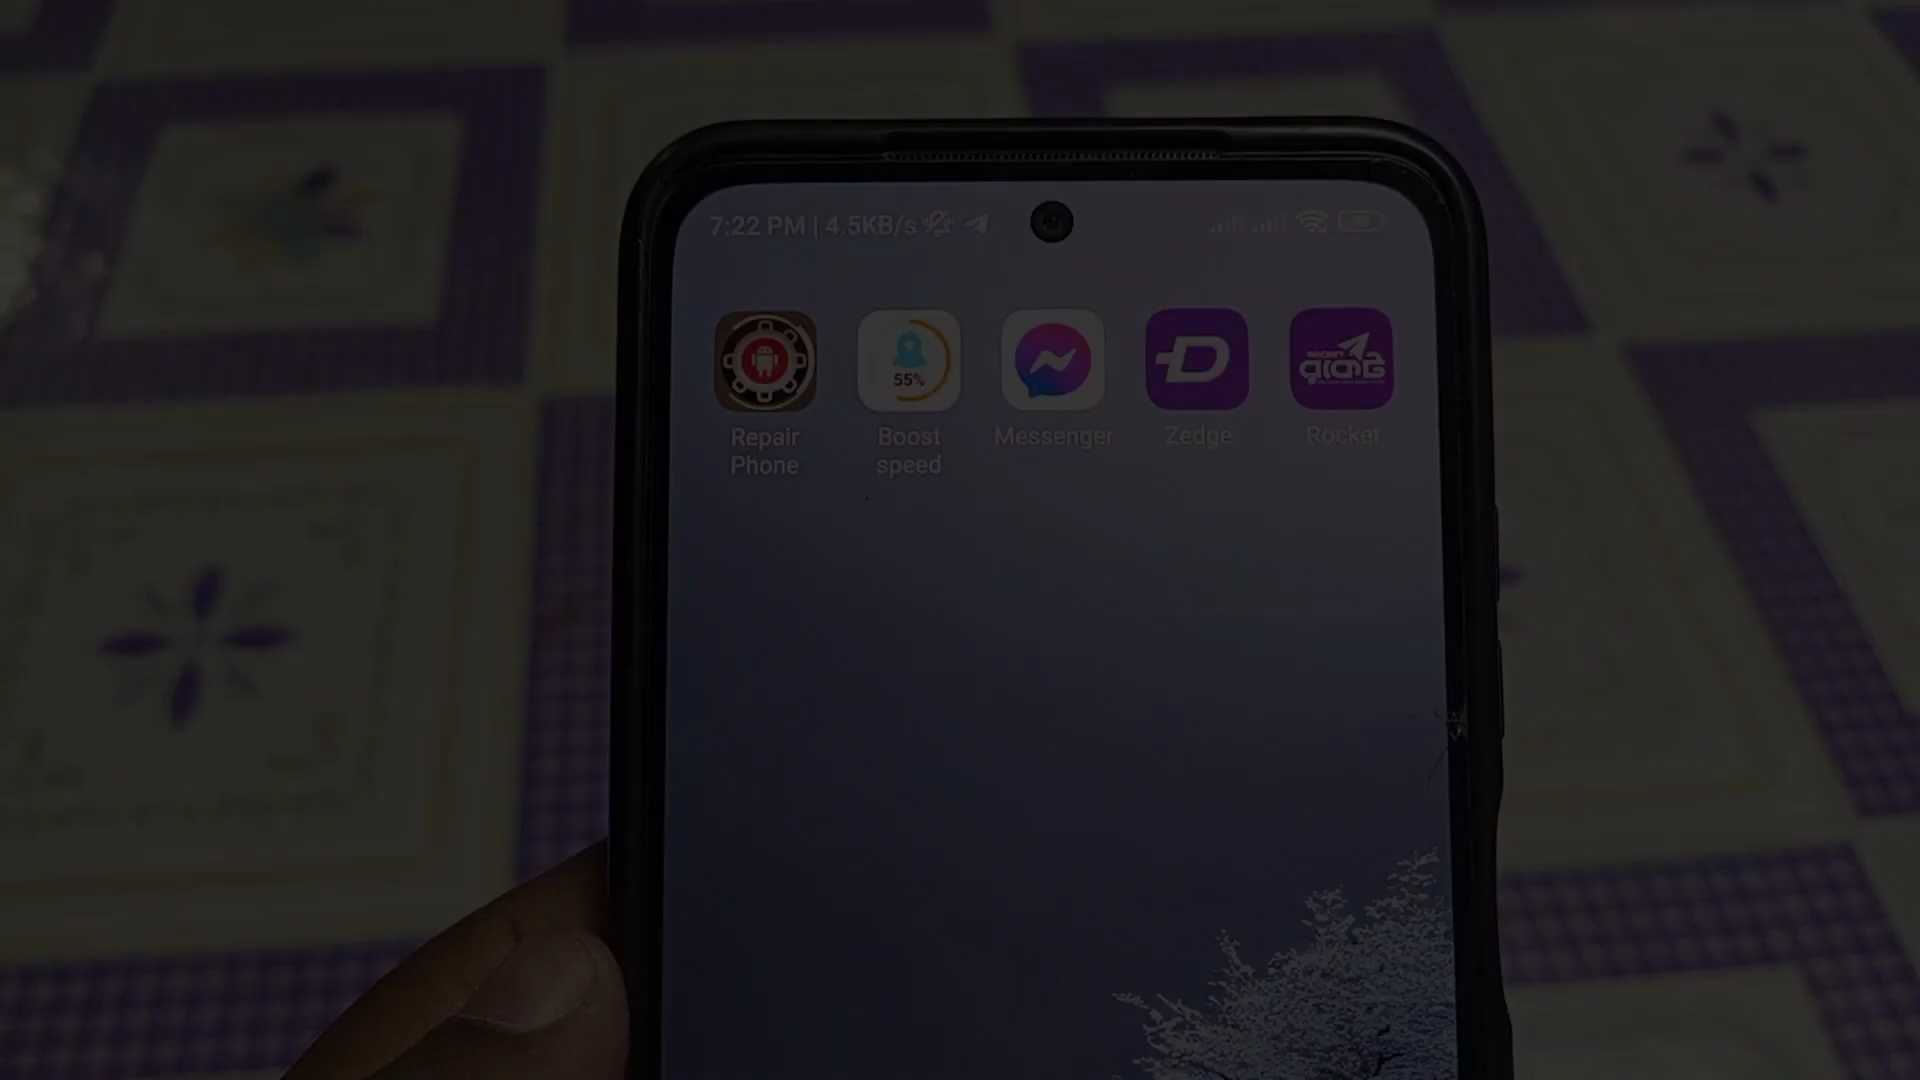 7:22 PM | 4.5KB/s
55%
Repair
Phone
Boost
speed
Messenger
Zedge
Rocket